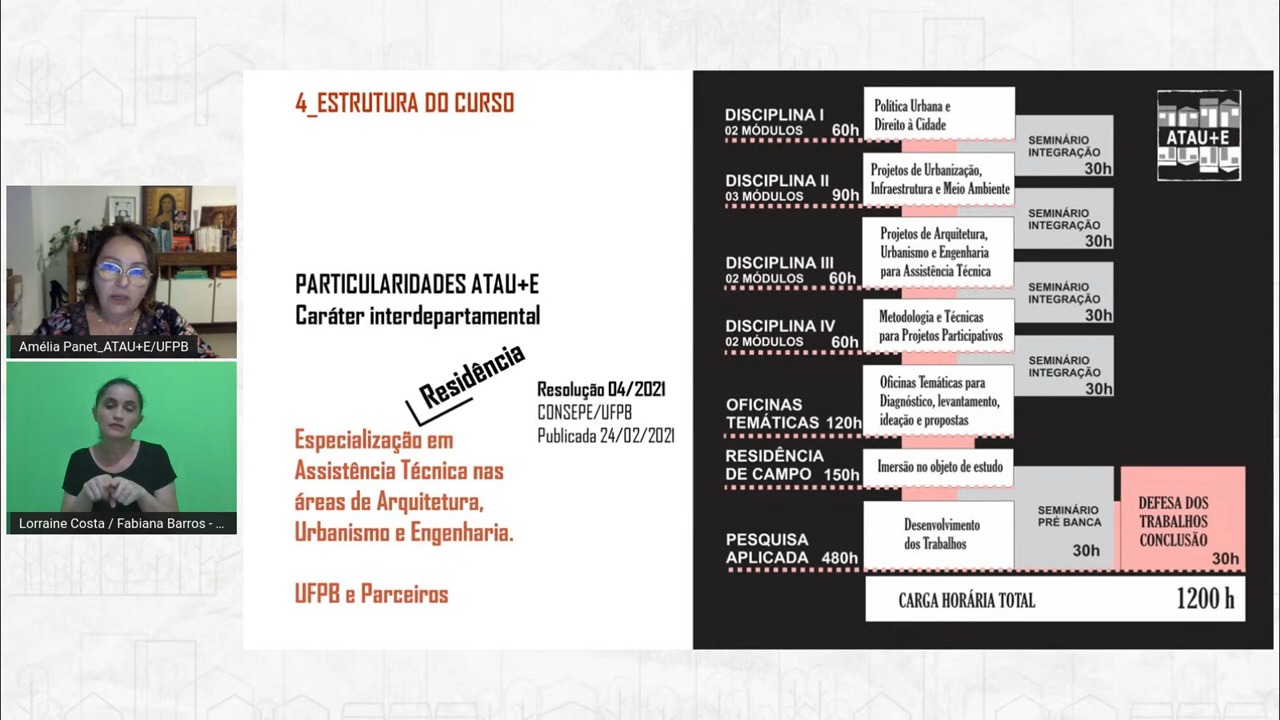 4_ESTRUTURA DO CURSO
PARTICULARIDADES ATAU+E
Caráter interdepartamental
Residência
Resolução 04/2021
CONSEPE/UFPB
Publicada 24/02/2021
Especialização em
Assistência Técnica nas
áreas de Arquitetura,
Urbanismo e Engenharia.
UFPB e Parceiros
Amélia Panet_ATAU+E/UFPB
Lorraine Costa / Fabiana Barros - ...
DISCIPLINA I
02 MÓDULOS 60h
Política Urbana e
Direito à Cidade
SEMINÁRIO
INTEGRAÇÃO
30h
ATAU+E
DISCIPLINA II
03 MÓDULOS 90h
Projetos de Urbanização,
Infraestrutura e Meio Ambiente
SEMINÁRIO
INTEGRAÇÃO
30h
DISCIPLINA III
02 MÓDULOS 60h
Projetos de Arquitetura,
Urbanismo e Engenharia
para Assistência Técnica
SEMINÁRIO
INTEGRAÇÃO
30h
DISCIPLINA IV
02 MÓDULOS 60h
Metodologia e Técnicas
para Projetos Participativos
SEMINÁRIO
INTEGRAÇÃO
30h
OFICINAS
TEMÁTICAS 120h
Oficinas Temáticas para
Diagnóstico, levantamento,
ideação e propostas
RESIDÊNCIA
DE CAMPO 150h
Imersão no objeto de estudo
PESQUISA
APLICADA 480h
Desenvolvimento
dos Trabalhos
SEMINÁRIO
PRÉ BANCA
30h
DEFESA DOS
TRABALHOS
CONCLUSÃO
30h
CARGA HORÁRIA TOTAL 1200 h